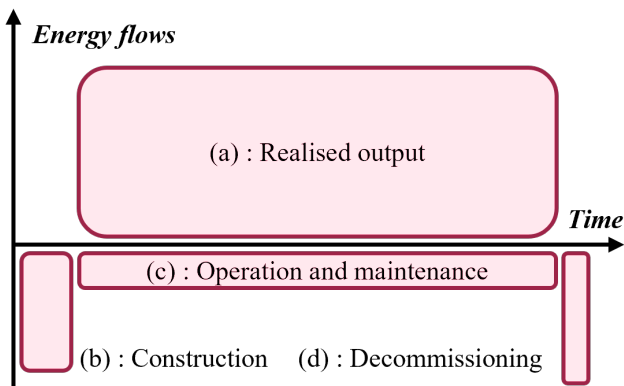 Energy flows
(a) : Realised output
Time
(c) : Operation and maintenance
(b) : Construction
(d) : Decommissioning